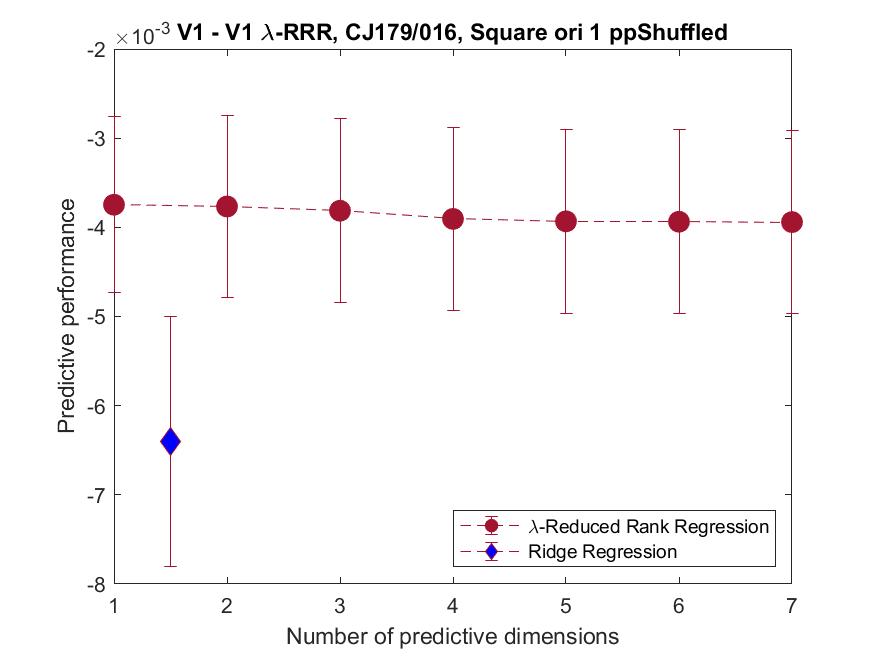 ×10-3 V1 - V1 λ-RRR, CJ179/016, Square ori 1 ppShuffled
-2
-3
-4
-5
-6
-7
-8
Predictive performance
λ-Reduced Rank Regression
Ridge Regression
1 2 3 4 5 6 7
Number of predictive dimensions